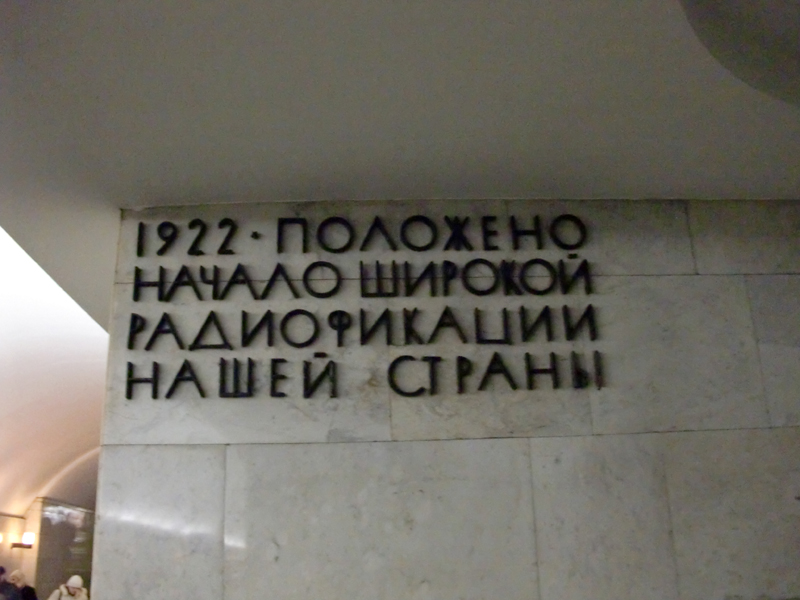 1922·ПОЛОЖЕНО
НАЧАЛО ШИРОКОЙ
РАДИОФИКАЦИИ
НАШЕЙ СТРАНЫ